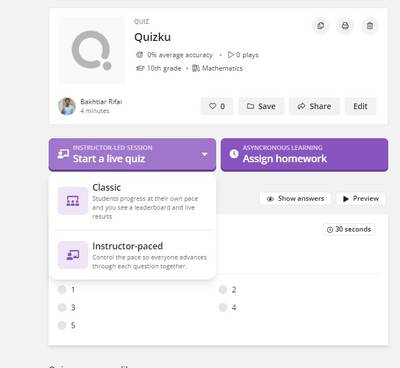 QUIZ
Quizku
0% average accuracy • 0 plays
10th grade • Mathematics
Bakhtiar Rifai
4 minutes
0
Save
Share
Edit
INSTRUCTOR-LED SESSION
Start a live quiz
ASYNCRONOUS LEARNING
Assign homework
Classic
Students progress at their own pace
and you see a leaderboard and live
results
Show answers
Preview
30 seconds
Instructor-paced
Control the pace so everyone advances
through each question together.
1
2
3
4
5